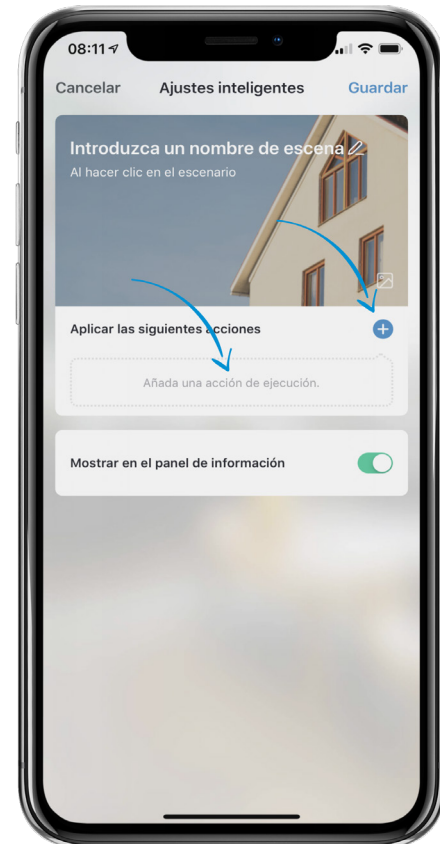 08:11
Cancelar Ajustes inteligentes Guardar
Introduzca un nombre de escena
Al hacer clic en el escenario
Aplicar las siguientes acciones
Añada una acción de ejecución.
Mostrar en el panel de información